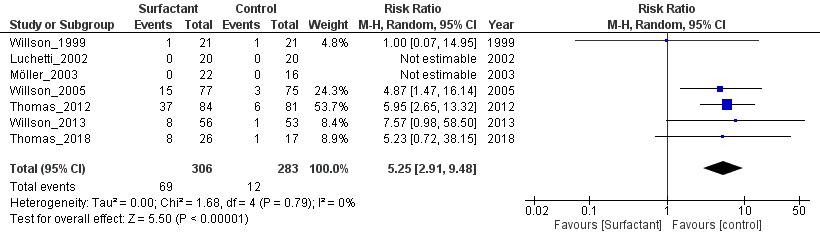 Surfactant Control Risk Ratio Risk Ratio
Study or Subgroup Events Total Events Total Weight M-H, Random, 95% CI Year M-H, Random, 95% CI
Willson_1999 1 21 1 21 4.8% 1.00 [0.07, 14.95] 1999
Luchetti_2002 0 20 0 20 Not estimable 2002
Möller_2003 0 22 0 16 Not estimable 2003
Willson_2005 15 77 3 75 24.3% 4.87 [1.47, 16.14] 2005
Thomas_2012 37 84 6 81 53.7% 5.95 [2.65, 13.32] 2012
Willson_2013 8 56 1 53 8.4% 7.57 [0.98, 58.50] 2013
Thomas_2018 8 26 1 17 8.9% 5.23 [0.72, 38.15] 2018
Total (95% CI) 306 283 100.0% 5.25 [2.91, 9.48]
Total events 69 12
Heterogeneity: Tau² = 0.00; Chi² = 1.68, df = 4 (P = 0.79); I² = 0%
Test for overall effect: Z = 5.50 (P < 0.00001)
0.02 0.1 1 10 50
Favours [Surfactant] Favours [control]